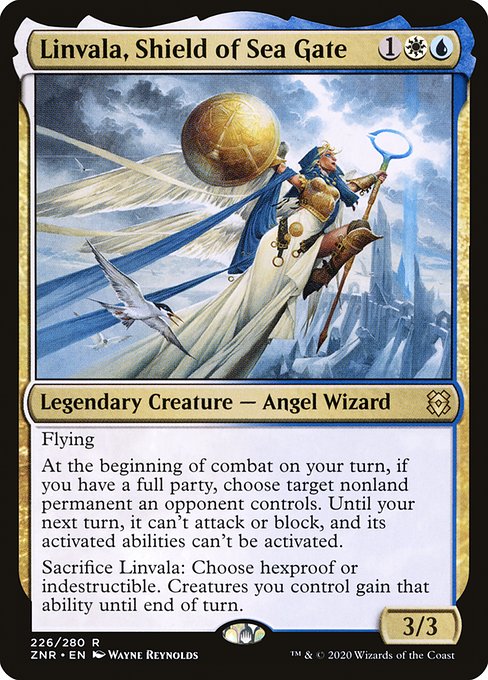 Linvala, Shield of Sea Gate 1
Legendary Creature — Angel Wizard
Flying
At the beginning of combat on your turn, if
you have a full party, choose target nonland
permanent an opponent controls. Until your
next turn, it can't attack or block, and its
activated abilities can't be activated.
Sacrifice Linvala: Choose hexproof or
indestructible. Creatures you control gain that
ability until end of turn.
3/3
226/280 R
ZNR • EN Wayne Reynolds
™ & © 2020 Wizards of the Coast